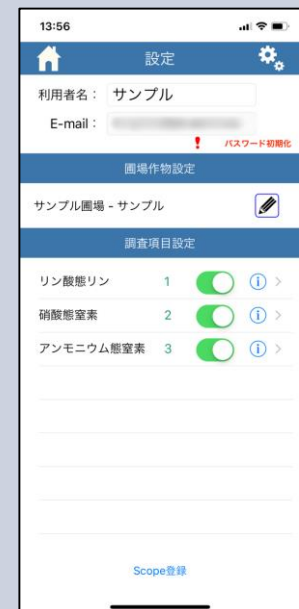 13:56
設定
利用者名： サンプル
E-mail：
! パスワード初期化
圃場作物設定
サンプル圃場 - サンプル
調査項目設定
リン酸態リン 1
硝酸態窒素 2
アンモニウム態窒素 3
Scope登録